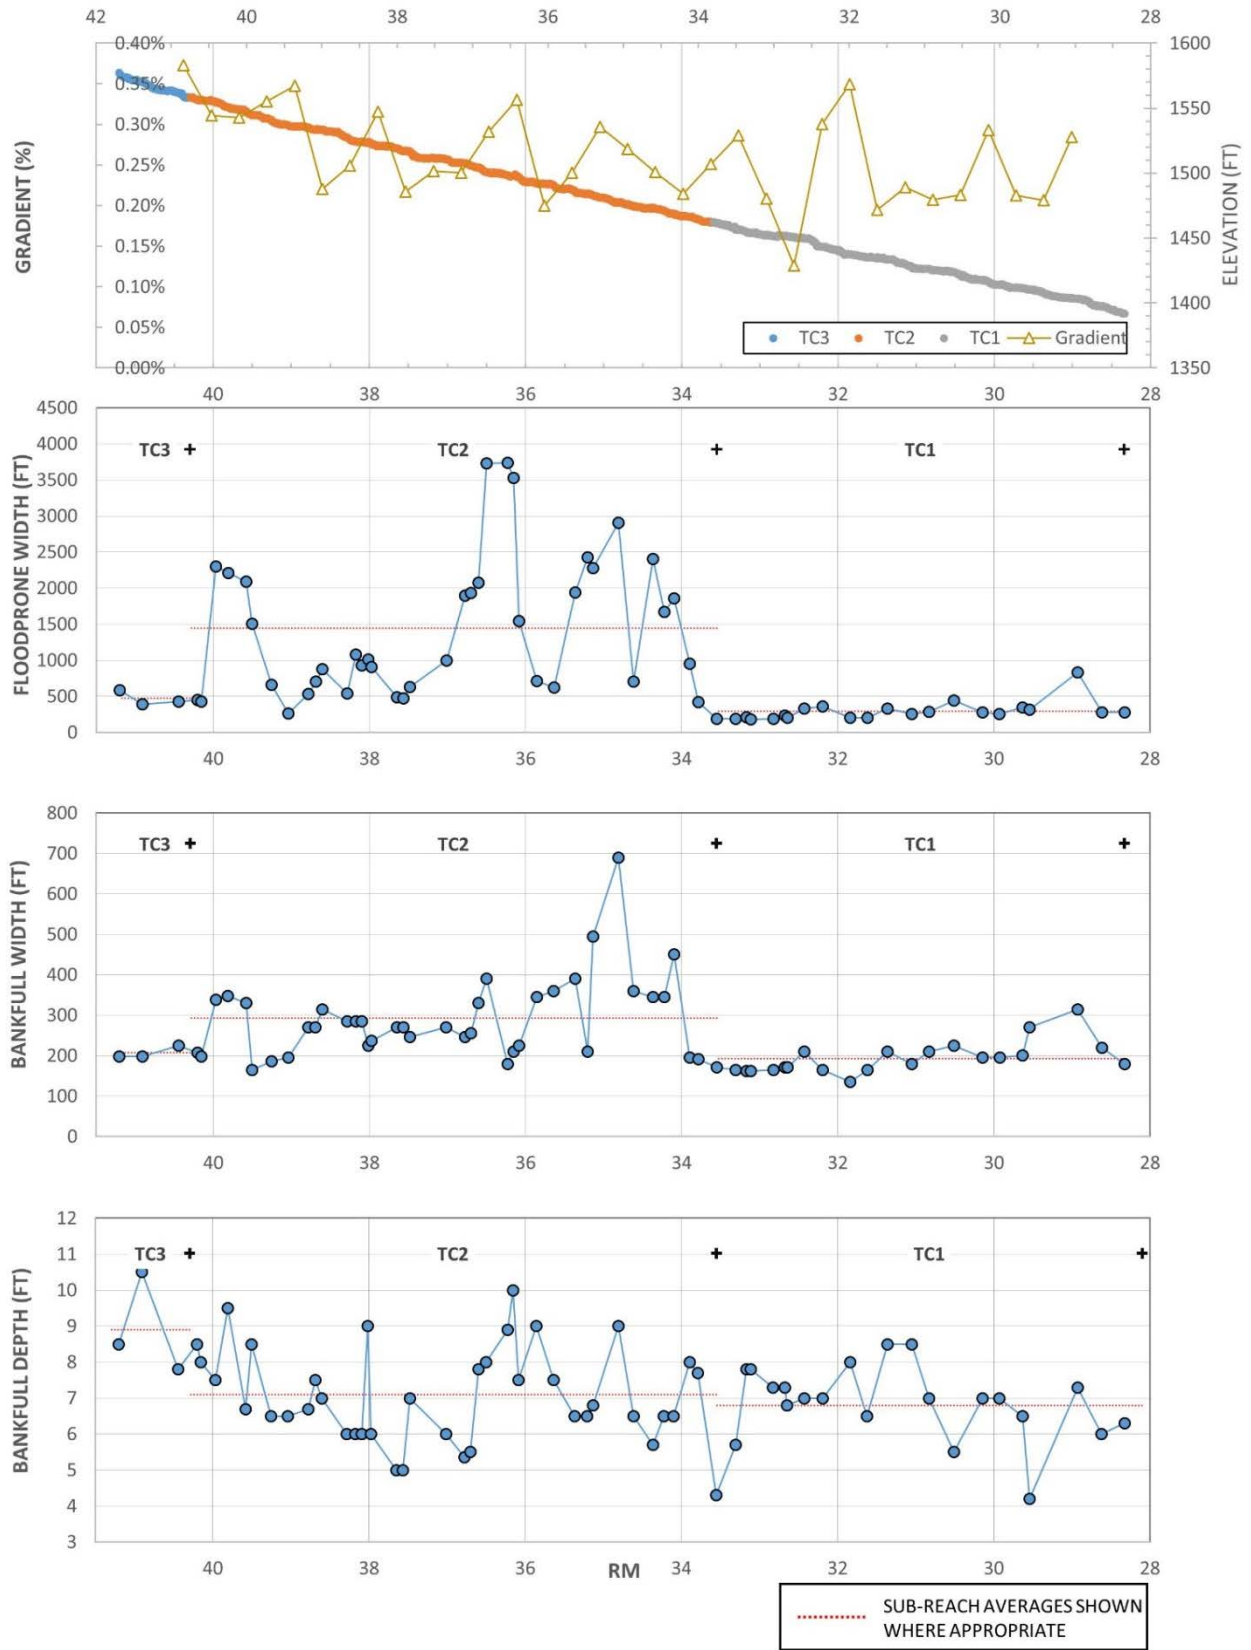 42 40 38 36 34 32 30 28
0.40% 1600
0.35% 1550
0.30%
0.25% 1500
0.20%
0.15% 1450
0.10% 1400
0.05%
0.00% 1350
GRADIENT (%)
ELEVATION (FT)
TC3 TC2 TC1 Gradient
40 38 36 34 32 30 28
4500
4000
3500
3000
2500
2000
1500
1000
500
0
FLOODPRONE WIDTH (FT)
TC3 TC2 TC1
40 38 36 34 32 30 28
800
700
600
500
400
300
200
100
0
BANKFULL WIDTH (FT)
TC3 TC2 TC1
40 38 36 34 32 30 28
12
11
10
9
8
7
6
5
4
3
BANKFULL DEPTH (FT)
TC3 TC2 TC1
40 38 36 34 32 30 28
RM
SUB-REACH AVERAGES SHOWN
WHERE APPROPRIATE